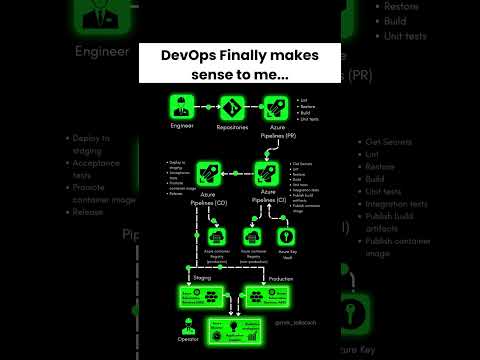 DevOps Finally makes
sense to me...
Engineer
Repositories
Azure
Pipelines (PR)
• Lint
• Restore
• Build
• Unit tests
• Deploy to
staging
• Acceptance
tests
• Promote
container image
• Release
Azure
Pipelines (CD)
Azure
Pipelines (CI)
• Get Secrets
• Lint
• Restore
• Build
• Unit tests
• Integration tests
• Publish build
artifacts
• Publish container
image
Azure container
Registry
(production)
Azure container
Registry
(non-production)
Azure Key
Vault
Staging
Production
Operator
Engineer
• Deploy to
staging
• Acceptance
tests
• Promote
container image
• Release
• Restore
• Build
• Unit tests
Pipelines (PR)
• Get Secrets
• Lint
• Restore
• Build
• Unit tests
• Integration tests
• Publish build
artifacts
• Publish container
image
Azure Key